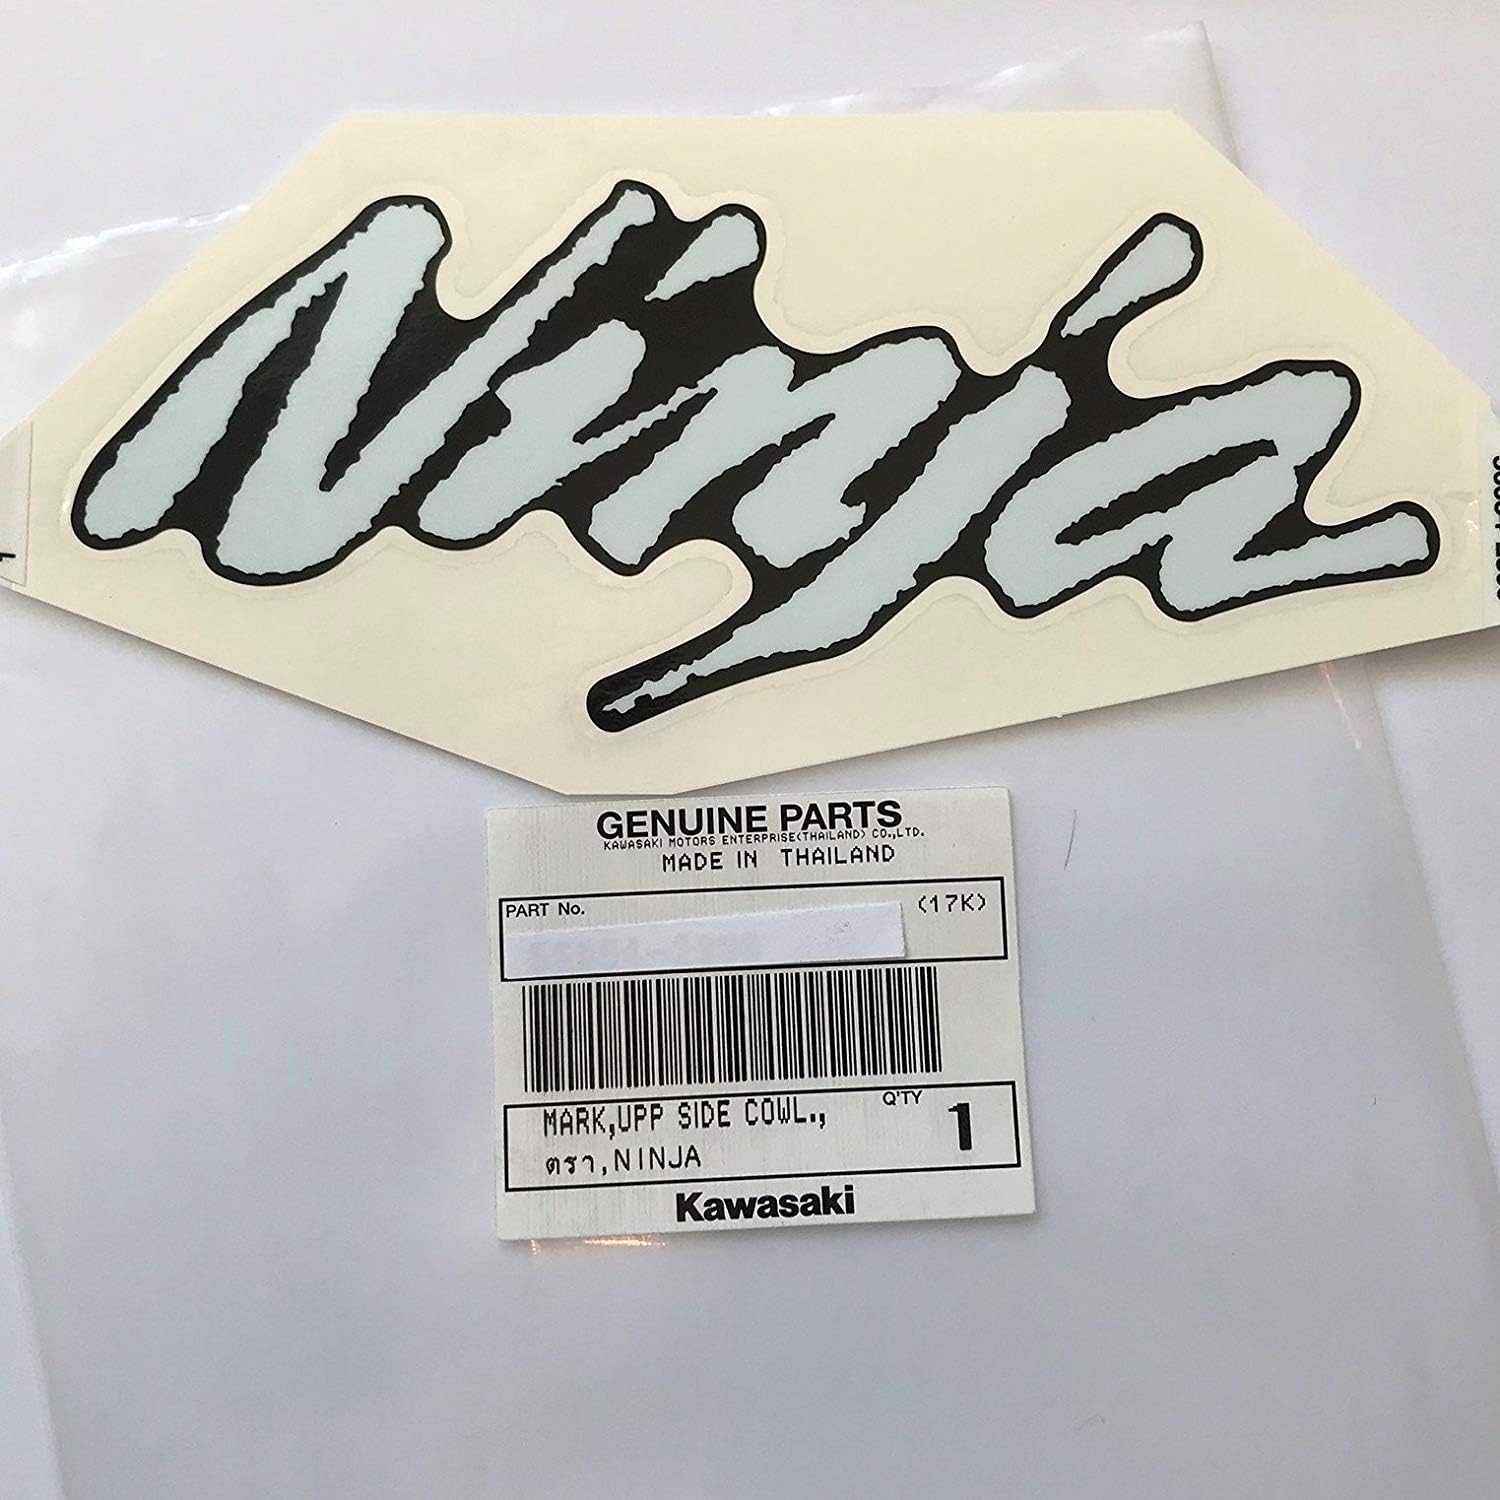 Ninja
GENUINE PARTS
KAWASAKI MOTORS ENTERPRISE(THAILAND) CO.,LTD.
MADE IN THAILAND
PART No.
(17K)
MARK,UPP SIDE COWL.,
Q'TY
1
ตรา,NINJA
Kawasaki